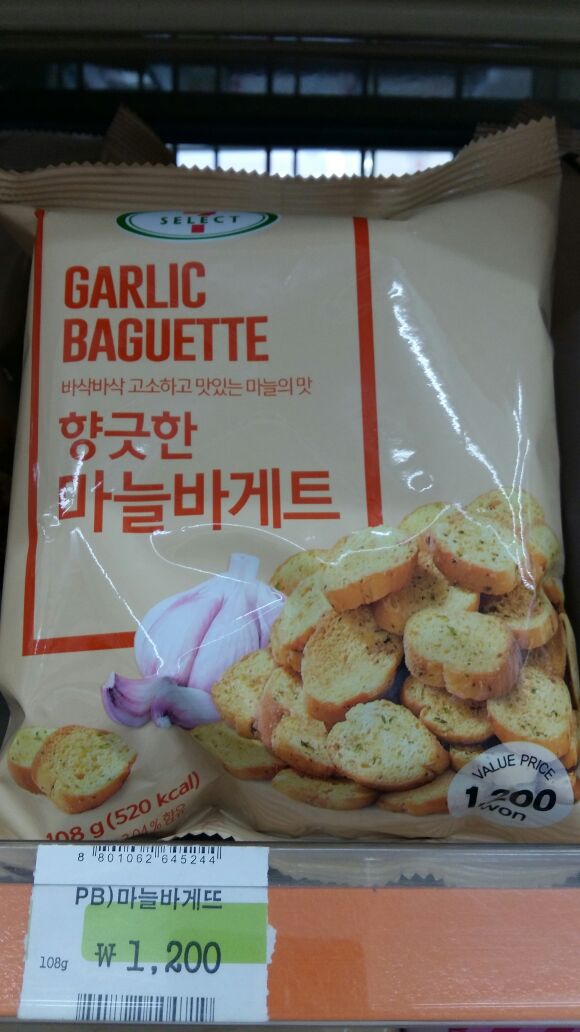 7
SELECT
GARLIC
BAGUETTE
바삭바삭 고소하고 맛있는 마늘의 맛
향긋한
마늘바게트
VALUE PRICE
1,200
won
108 g (520 kcal)
8 801062 645244
PB)마늘바게뜨
108g ₩1,200